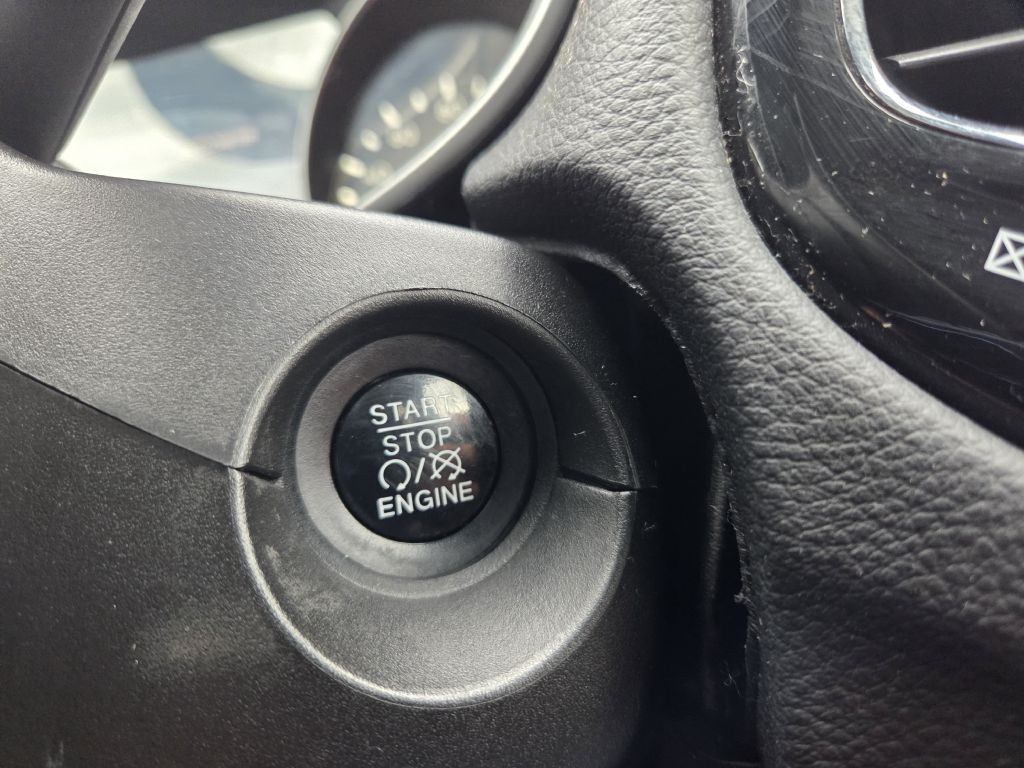 START
STOP
/
ENGINE